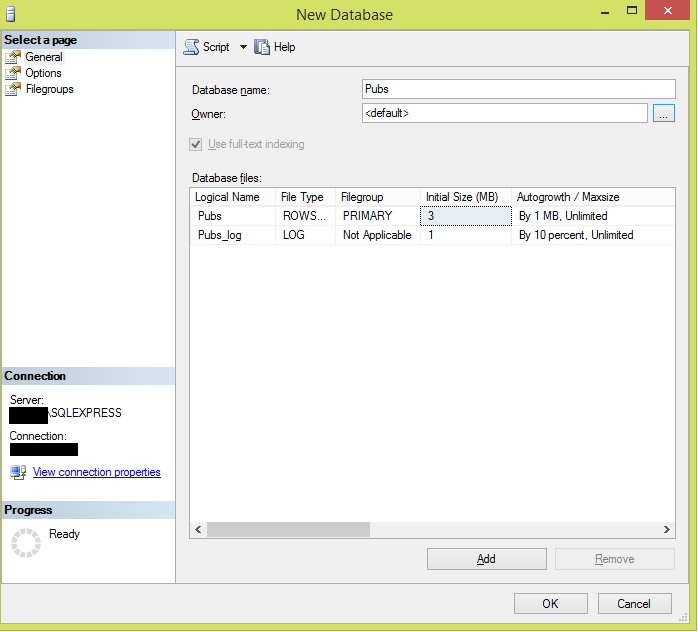 New Database
Select a page
General
Options
Filegroups
Script
Help
Database name:
Pubs
Owner:
<default>
...
Use full-text indexing
Database files:
Logical Name File Type Filegroup Initial Size (MB) Autogrowth / Maxsize
Pubs ROWS... PRIMARY 3 By 1 MB, Unlimited
Pubs_log LOG Not Applicable 1 By 10 percent, Unlimited
Connection
Server:
\SQLEXPRESS
Connection:
View connection properties
Progress
Ready
Add
Remove
OK
Cancel